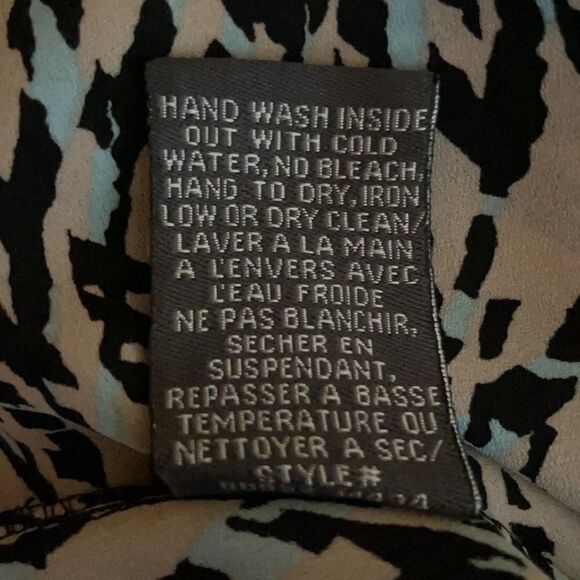 HAND WASH INSIDE
OUT WITH COLD
WATER, NO BLEACH,
HANG TO DRY, IRON
LOW OR DRY CLEAN/
LAVER A LA MAIN
A L'ENVERS AVEC
L'EAU FROIDE
NE PAS BLANCHIR,
SECHER EN
SUSPENDANT,
REPASSER A BASSE
TEMPERATURE OU
NETTOYER A SEC/
STYLE#